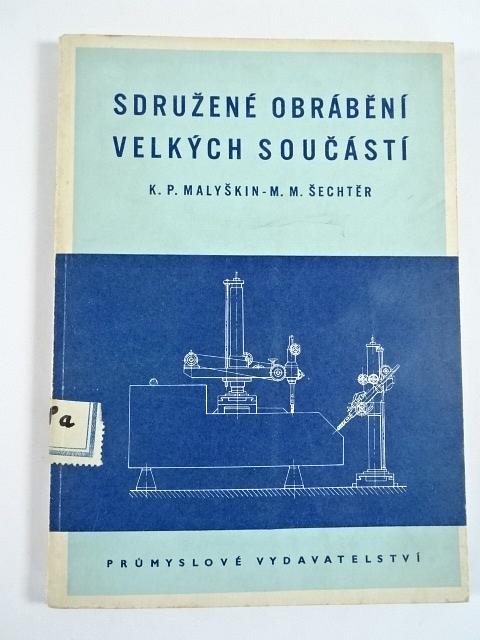 SDRUŽENÉ OBRÁBĚNÍ
VELKÝCH SOUČÁSTÍ
K. P. MALYŠKIN - M. M. ŠECHTĚR
PRŮMYSLOVÉ VYDAVATELSTVÍ